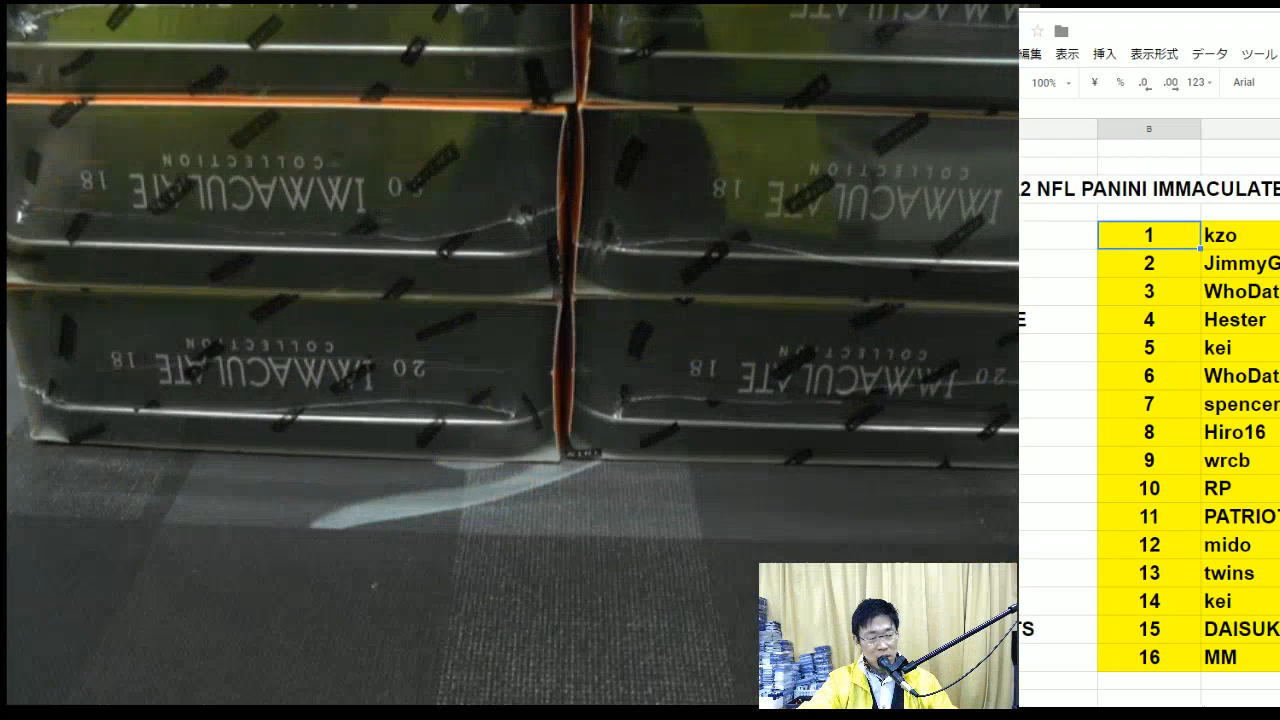 IMMACULATE
IMMACULATE
COLLECTION
20 IMMACULATE 18
COLLECTION
IMMACULATE 18
COLLECTION
20 IMMACULATE 18
COLLECTION
20 IMMACULATE 18
編集 表示 挿入 表示形式 データ ツール
100% ¥ % .0 .00 123 Arial
B
2 NFL PANINI IMMACULATE
1 kzo
2 JimmyG
3 WhoDat
E 4 Hester
5 kei
6 WhoDat
7 spencer
8 Hiro16
9 wrcb
10 RP
11 PATRIOT
12 mido
13 twins
14 kei
TS 15 DAISUK
16 MM